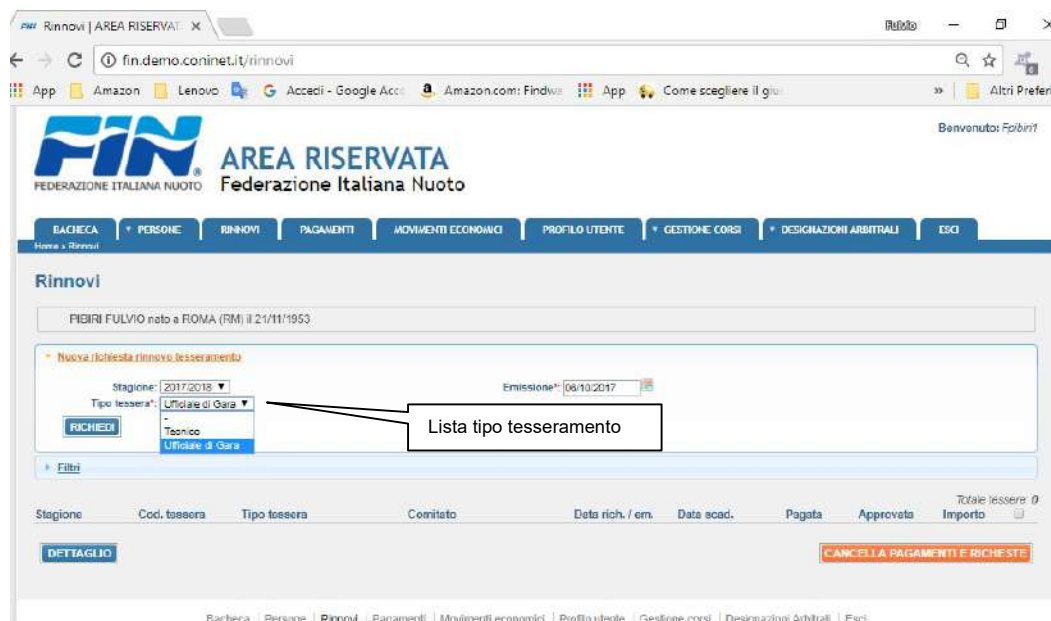 Rinnovi | AREA RISERVAT
Fulvio
fin.demo.coninet.it/rinnovi
App Amazon Lenovo Accedi - Google Acco Amazon.com: Findwa App Come scegliere il giu » Altri Prefer
Benvenuto: Fpibiri1
FIN
FEDERAZIONE ITALIANA NUOTO
AREA RISERVATA
Federazione Italiana Nuoto
BACHECA PERSONE RINNOVI PAGAMENTI MOVIMENTI ECONOMICI PROFILO UTENTE GESTIONE CORSI DESIGNAZIONI ARBITRALI ESCI
Home » Rinnovi
Rinnovi
PIBIRI FULVIO nato a ROMA (RM) il 21/11/1953
Nuova richiesta rinnovo tesseramento
Stagione: 2017/2018 Emissione*: 06/10/2017
Tipo tessera*: Ufficiale di Gara
-
RICHIEDI Tecnico
Ufficiale di Gara
Lista tipo tesseramento
Filtri
Totale tessere: 0
Stagione Cod. tessera Tipo tessera Comitato Data rich. / em. Data scad. Pagata Approvata Importo
DETTAGLIO CANCELLA PAGAMENTI E RICHESTE
Bacheca | Persone | Rinnovi | Pagamenti | Movimenti economici | Profilo utente | Gestione corsi | Designazioni Arbitrali | Esci